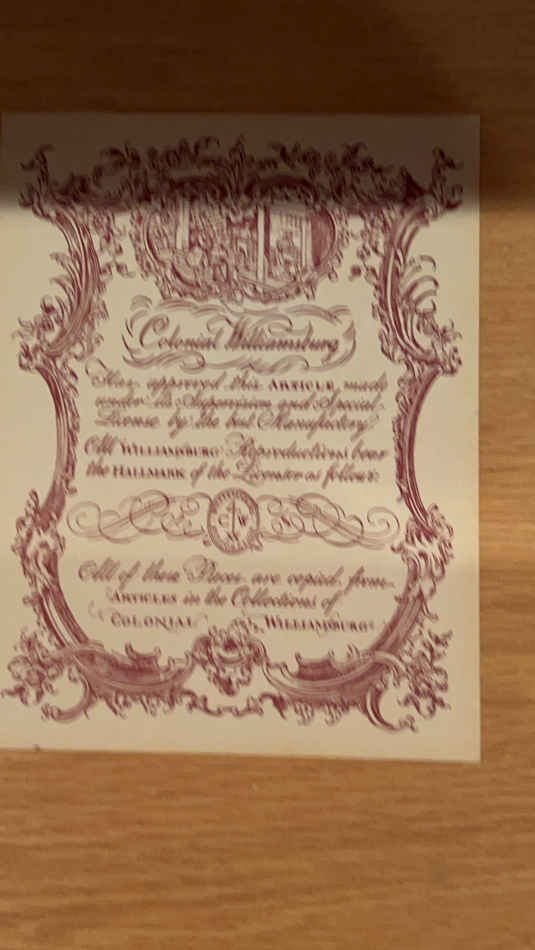 Colonial Williamsburg
Has approved this ARTICLE, made
under its Supervision and Special
License by the best Manufactory
All WILLIAMSBURG Reproductions bear
the HALLMARK of the Licensor as follows:
C W
All of these Pieces are copied from
ARTICLES in the Collections of
COLONIAL WILLIAMSBURG